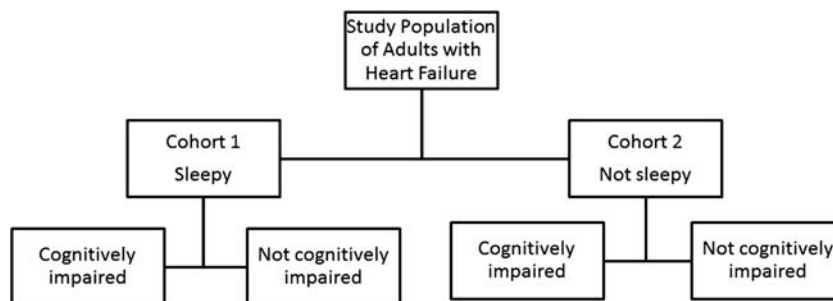 Study Population
of Adults with
Heart Failure
Cohort 1
Sleepy
Cohort 2
Not sleepy
Cognitively
impaired
Not cognitively
impaired
Cognitively
impaired
Not cognitively
impaired